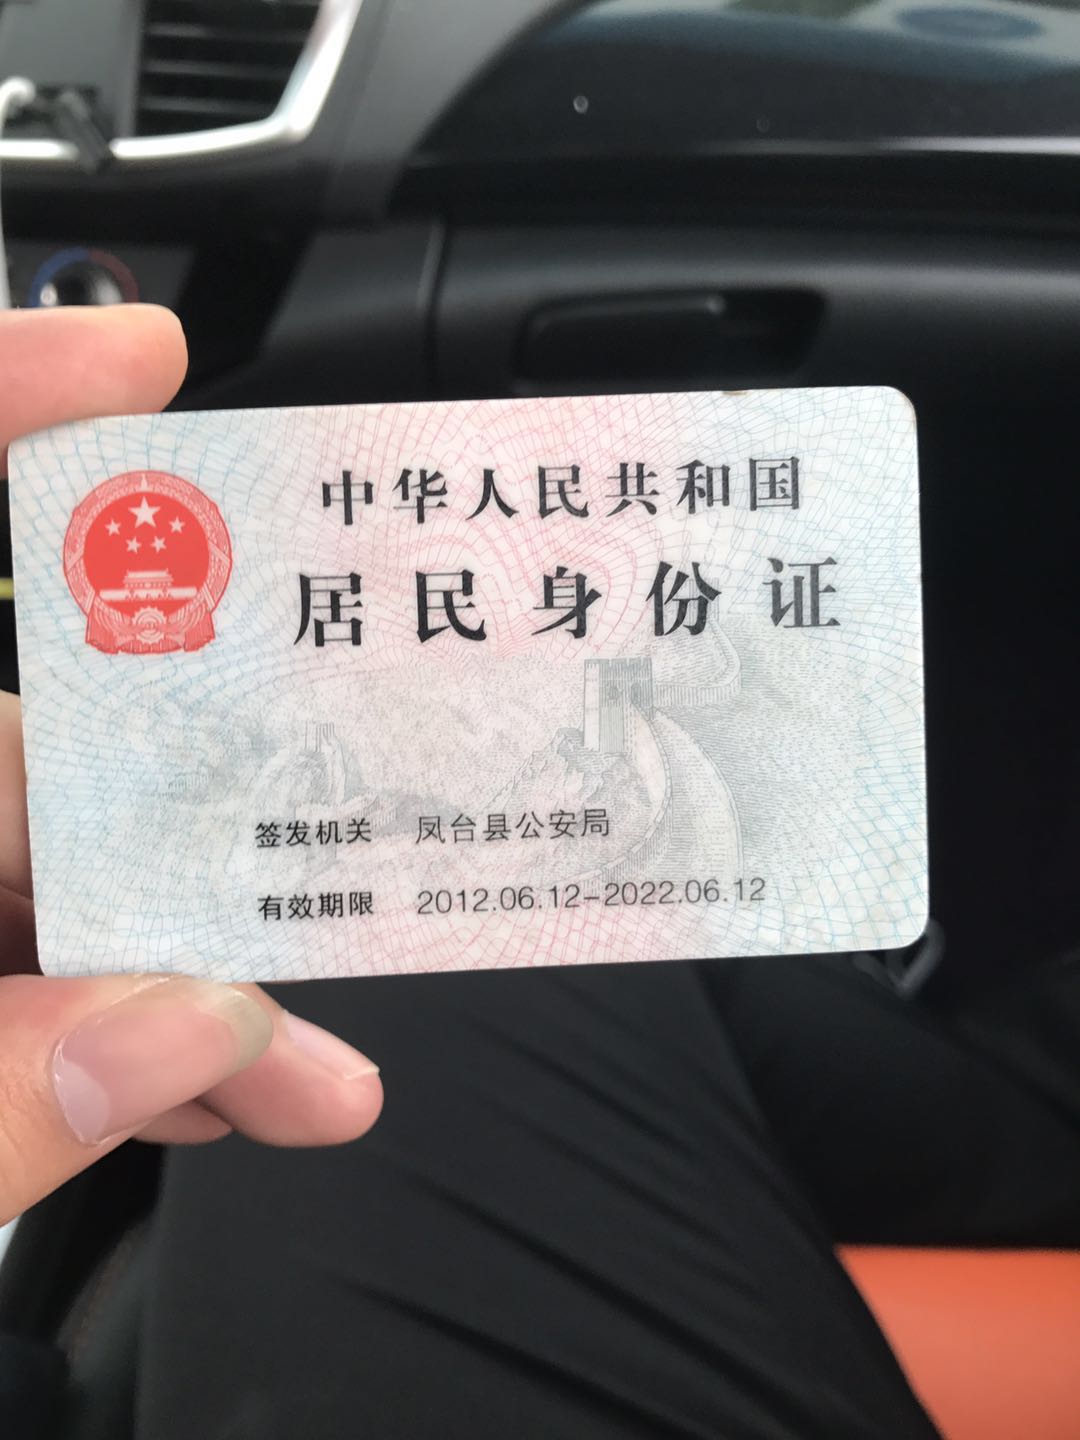 中华人民共和国
居民身份证
签发机关 凤台县公安局
有效期限 2012.06.12-2022.06.12